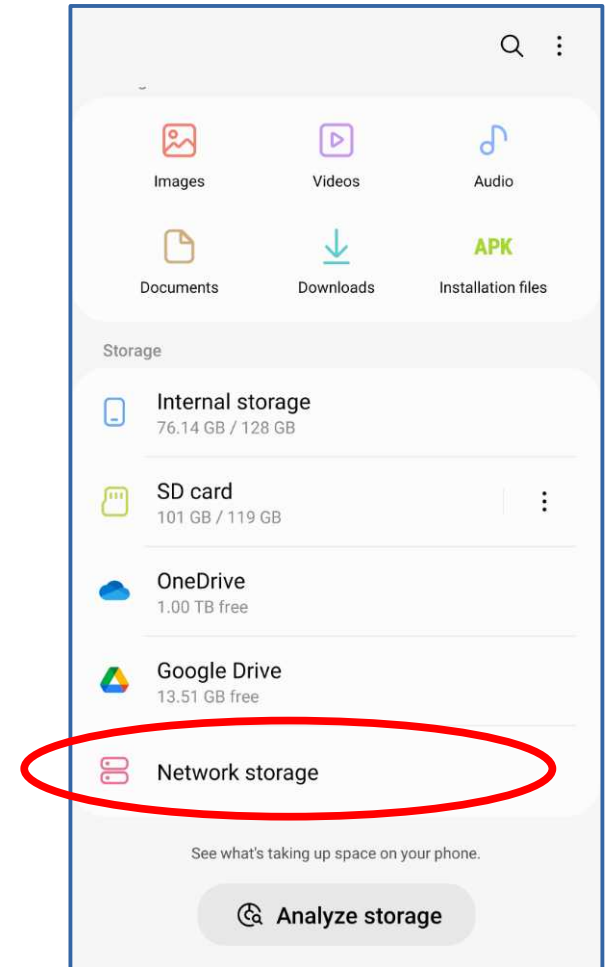 Images Videos Audio
APK
Documents Downloads Installation files
Storage
Internal storage
76.14 GB / 128 GB
SD card
101 GB / 119 GB
OneDrive
1.00 TB free
Google Drive
13.51 GB free
Network storage
See what's taking up space on your phone.
Analyze storage